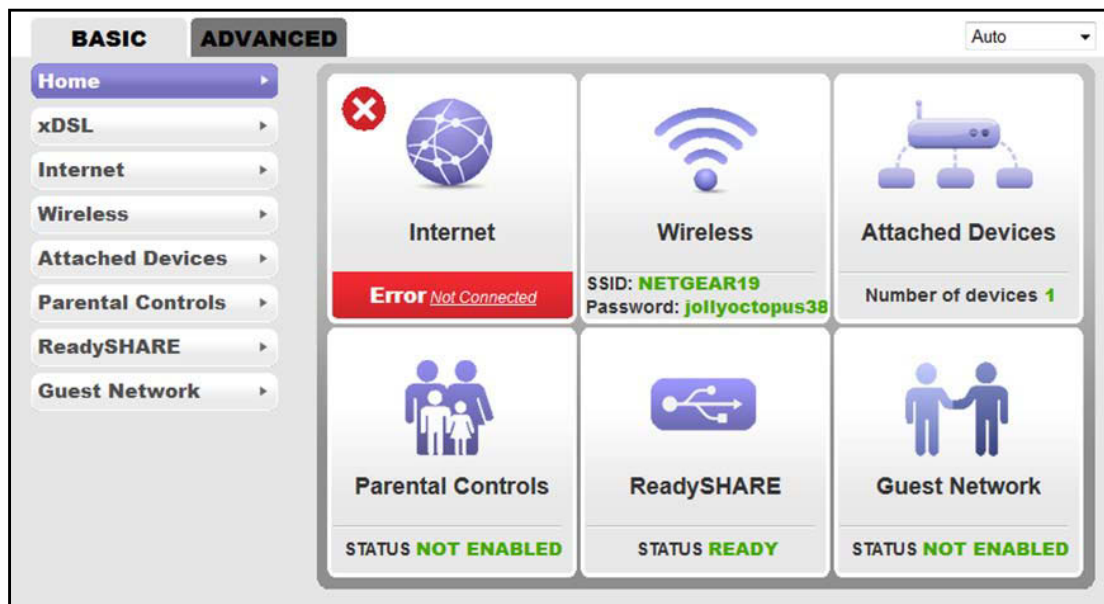 BASIC
ADVANCED
Auto
Home
xDSL
Internet
Wireless
Attached Devices
Parental Controls
ReadySHARE
Guest Network
Internet
Error Not Connected
Wireless
SSID: NETGEAR19
Password: jollyoctopus38
Attached Devices
Number of devices 1
Parental Controls
STATUS NOT ENABLED
ReadySHARE
STATUS READY
Guest Network
STATUS NOT ENABLED